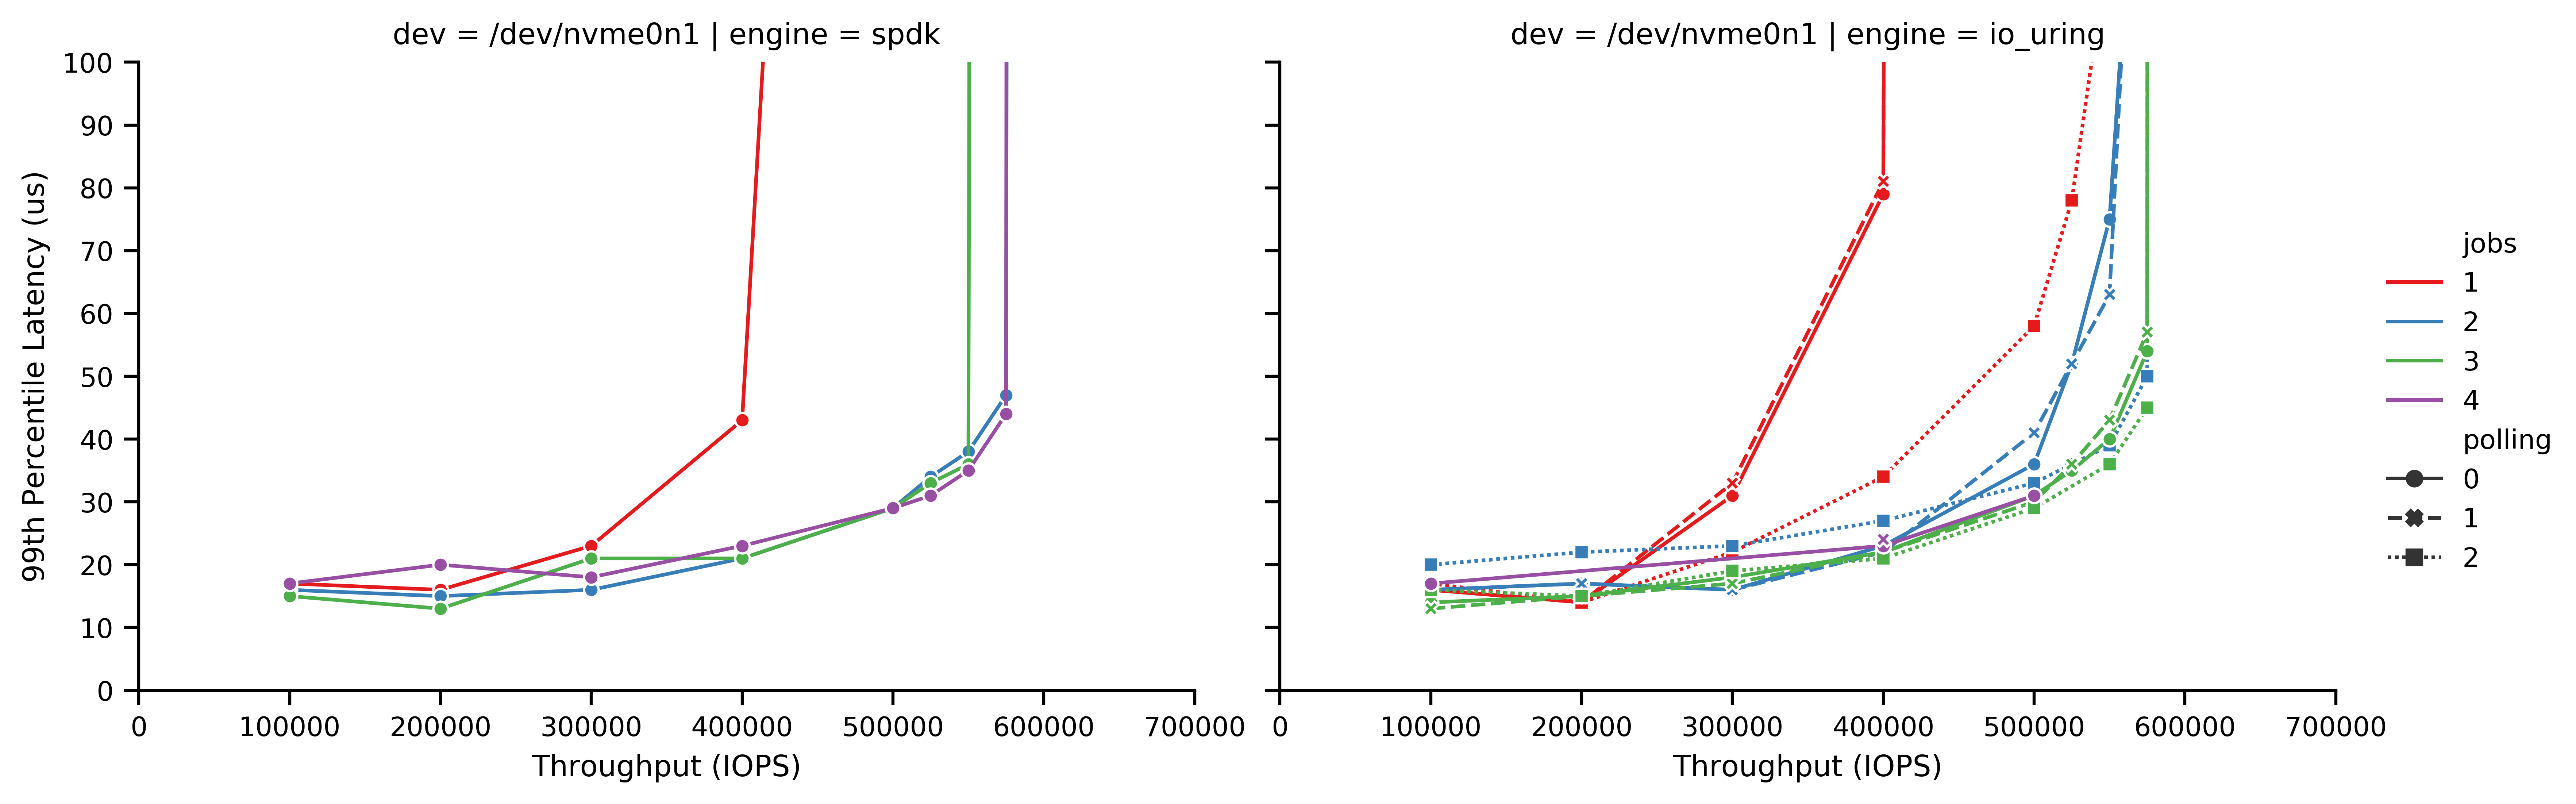 dev = /dev/nvme0n1 | engine = spdk
100
90
80
70
60
50
40
30
20
10
0
99th Percentile Latency (us)
0 100000 200000 300000 400000 500000 600000 700000
Throughput (IOPS)
dev = /dev/nvme0n1 | engine = io_uring
0 100000 200000 300000 400000 500000 600000 700000
Throughput (IOPS)
jobs
1
2
3
4
polling
0
1
2